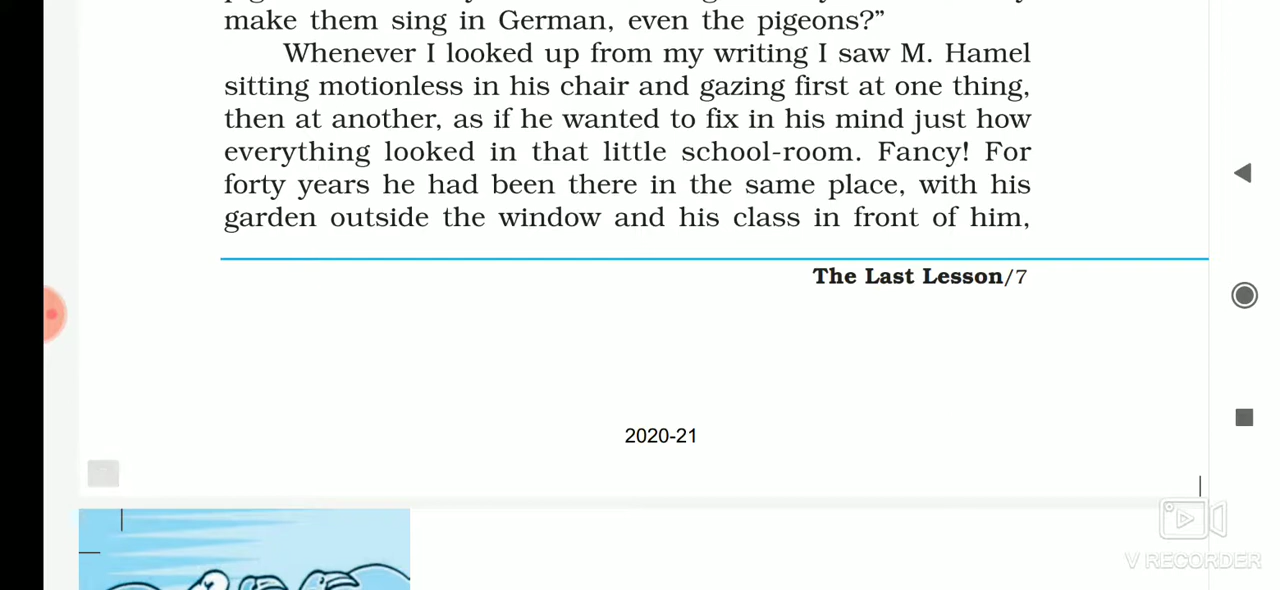 make them sing in German, even the pigeons?”
Whenever I looked up from my writing I saw M. Hamel
sitting motionless in his chair and gazing first at one thing,
then at another, as if he wanted to fix in his mind just how
everything looked in that little school-room. Fancy! For
forty years he had been there in the same place, with his
garden outside the window and his class in front of him,
The Last Lesson/7
2020-21
V RECORDER